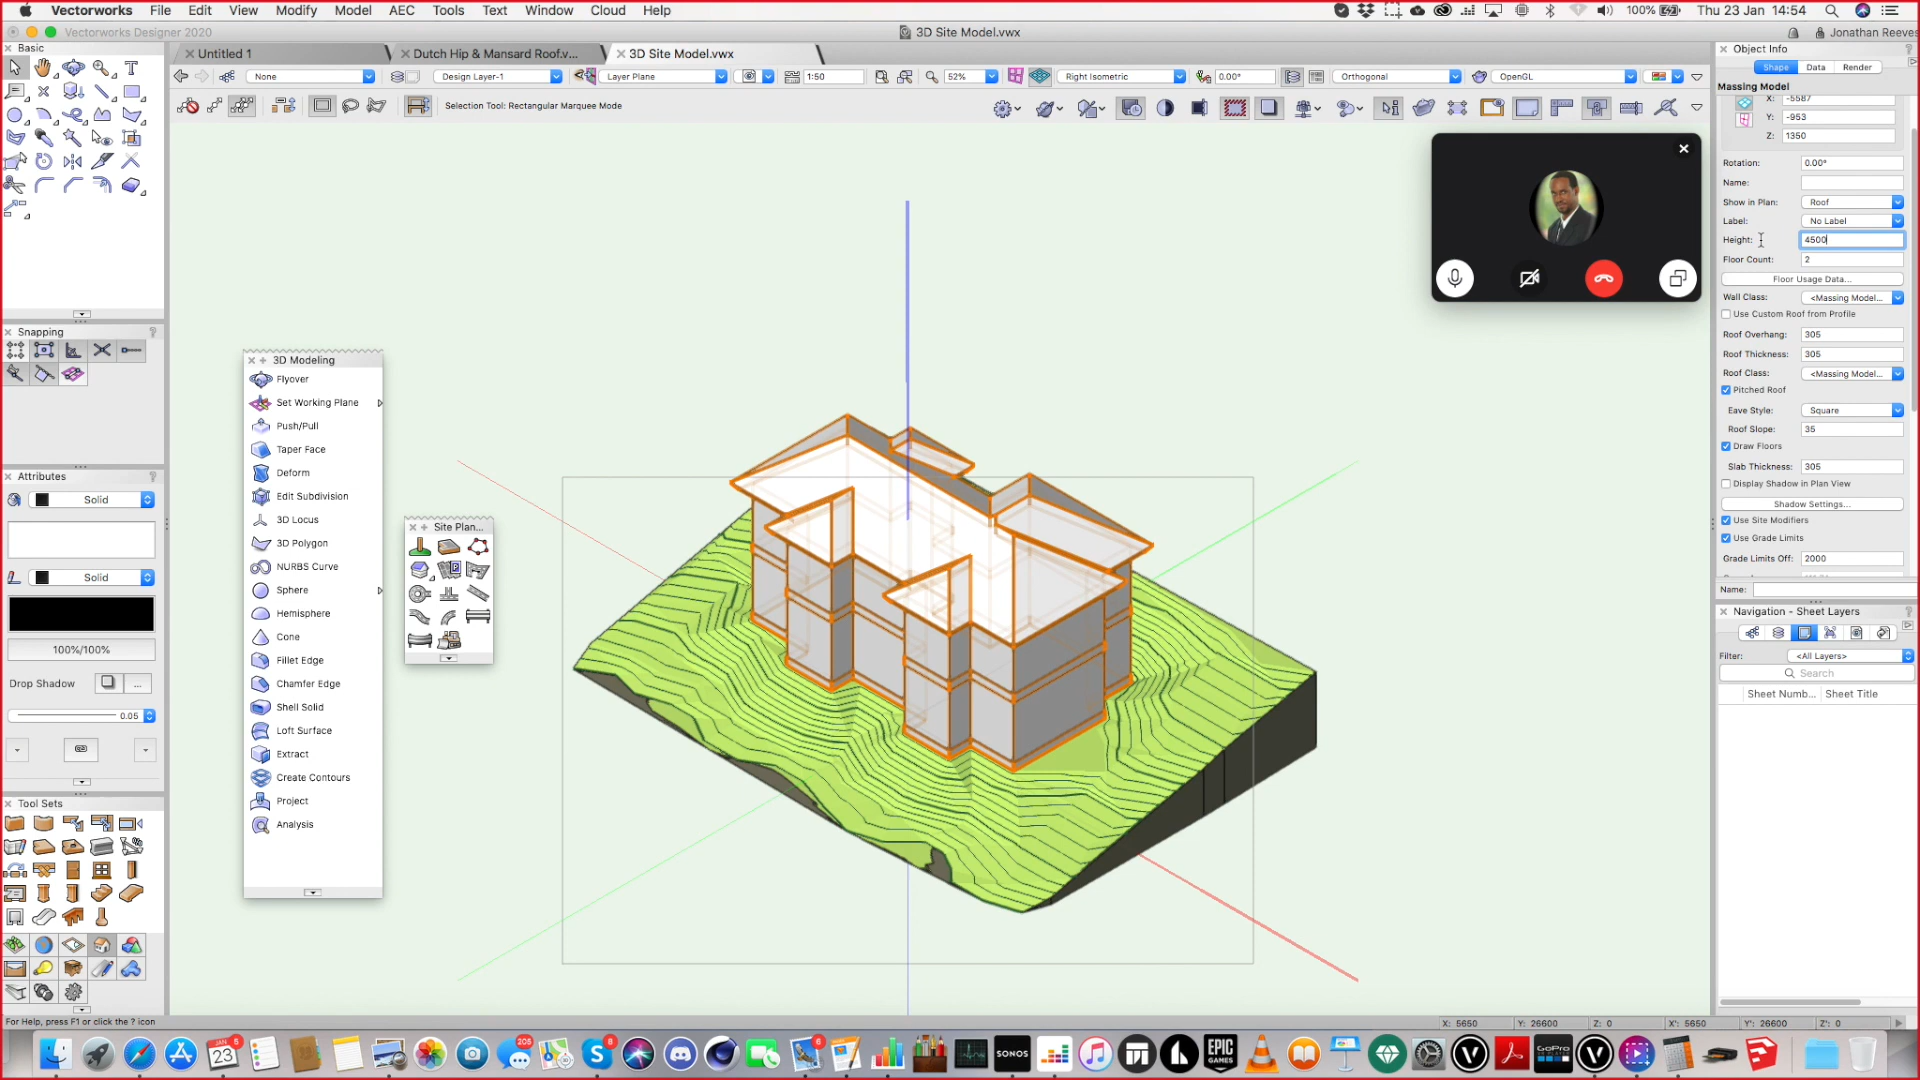 Vectorworks File Edit View Modify Model AEC Tools Text Window Cloud Help
100% Thu 23 Jan 14:54
Vectorworks Designer 2020
3D Site Model.vwx
Jonathan Reeves
Basic
Untitled 1
Dutch Hip & Mansard Roof.v...
3D Site Model.vwx
None
Design Layer-1
Layer Plane
1:50
52%
Right Isometric
0.00°
Orthogonal
OpenGL
Selection Tool: Rectangular Marquee Mode
Snapping
Attributes
Solid
Solid
100%/100%
Drop Shadow
...
0.05
Tool Sets
For Help, press F1 or click the ? icon
3D Modeling
Flyover
Set Working Plane
Push/Pull
Taper Face
Deform
Edit Subdivision
3D Locus
3D Polygon
NURBS Curve
Sphere
Hemisphere
Cone
Fillet Edge
Chamfer Edge
Shell Solid
Loft Surface
Extract
Create Contours
Project
Analysis
Site Plan...
Object Info
Shape Data Render
Massing Model
X: -5587
Y: -953
Z: 1350
Rotation: 0.00°
Name:
Show in Plan: Roof
Label: No Label
Height: 4500
Floor Count: 2
Floor Usage Data...
Wall Class: <Massing Model...
Use Custom Roof from Profile
Roof Overhang: 305
Roof Thickness: 305
Roof Class: <Massing Model...
Pitched Roof
Eave Style: Square
Roof Slope: 35
Draw Floors
Slab Thickness: 305
Display Shadow in Plan View
Shadow Settings...
Use Site Modifiers
Use Grade Limits
Grade Limits Off: 2000
Name:
Navigation - Sheet Layers
Filter: <All Layers>
Search
Sheet Numb... Sheet Title
X: 5650 Y: 26600 Z: 0 X': 5650 Y': 26600 Z': 0
JAN
23
5
205
8
6
SONOS
EPIC
GAMES
GoPro